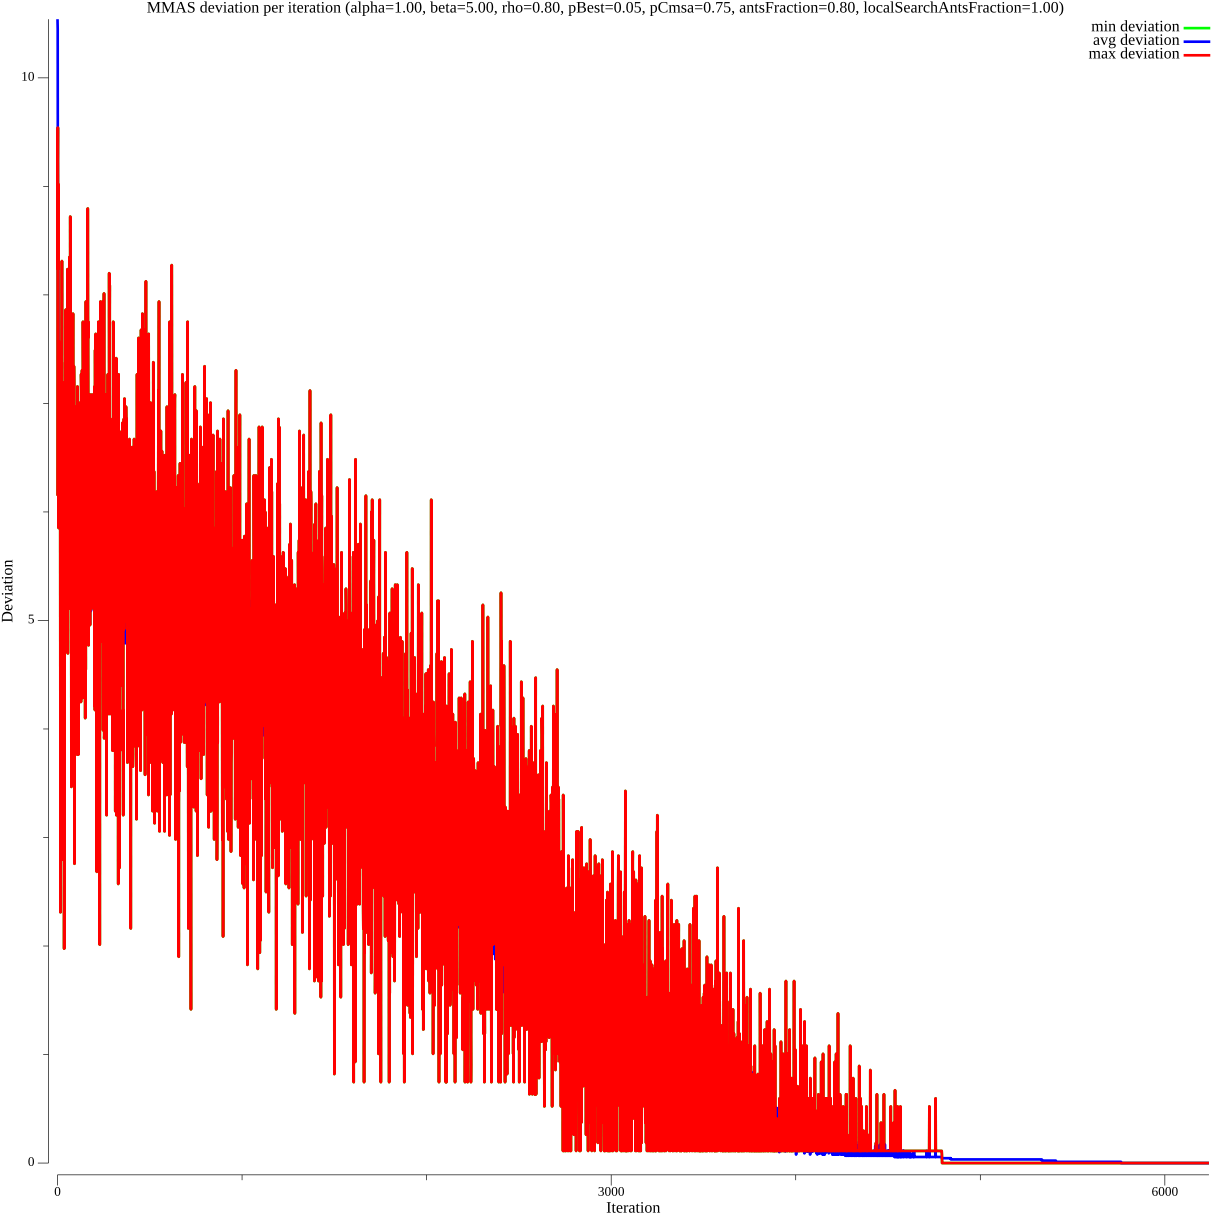 MMAS deviation per iteration (alpha=1.00, beta=5.00, rho=0.80, pBest=0.05, pCmsa=0.75, antsFraction=0.80, localSearchAntsFraction=1.00)
min deviation
avg deviation
max deviation
10
5
0
Deviation
0
3000
6000
Iteration